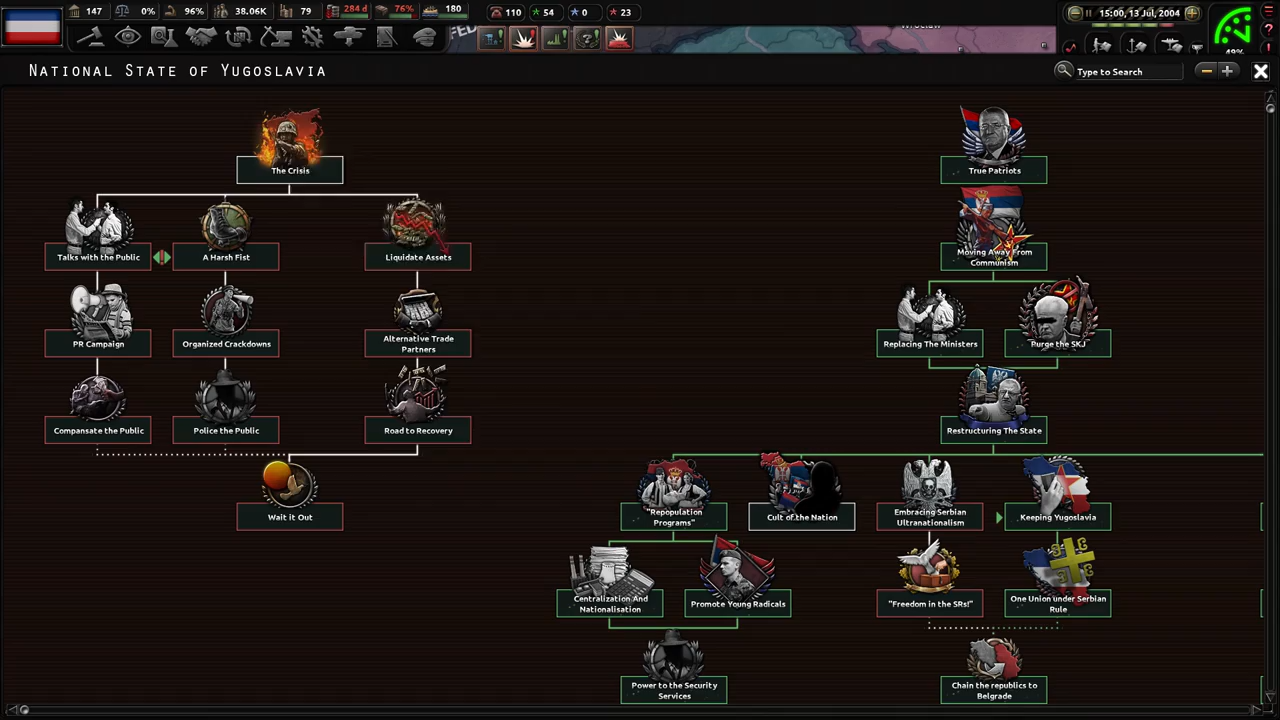 147
0%
96%
38.06K
79
284 d
76%
180
110
54
0
23
15:00, 13 Jul, 2004
49%
National State of Yugoslavia
Type to Search
The Crisis
True Patriots
Talks with the Public
A Harsh Fist
Liquidate Assets
Moving Away From
Communism
PR Campaign
Organized Crackdowns
Alternative Trade
Partners
Replacing The Ministers
Purge the SKJ
Compansate the Public
Police the Public
Road to Recovery
Restructuring The State
Wait it Out
"Repopulation
Programs"
Cult of the Nation
Embracing Serbian
Ultranationalism
Keeping Yugoslavia
Centralization And
Nationalisation
Promote Young Radicals
"Freedom in the SRs!"
One Union under Serbian
Rule
Power to the Security
Services
Chain the republics to
Belgrade